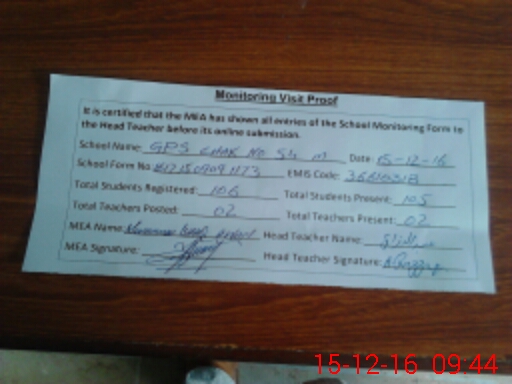 Monitoring Visit Proof
It is certified that the MEA has shown all entries of the School Monitoring Form to
the Head Teacher before its online submission.
School Name: GPS CHAK NO Date: 15-12-16
School Form No EMIS Code:
Total Students Registered: 106 Total Students Present: 105
Total Teachers Posted: 02 Total Teachers Present: 02
MEA Name: Head Teacher Name:
MEA Signature: Head Teacher Signature:
15-12-16 09:44